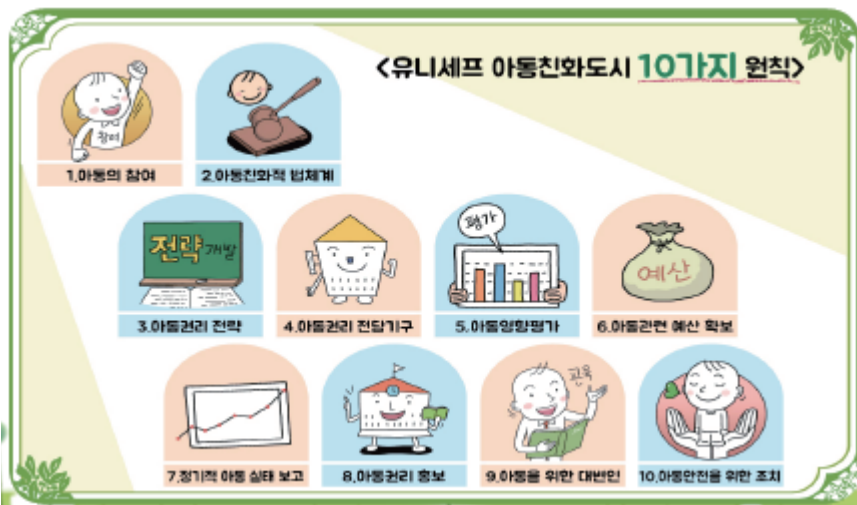 <유니세프 아동친화도시 10가지 원칙>
참여
1.아동의 참여
2.아동친화적 법체계
전략개발
3.아동권리 전략
4.아동권리 전담기구
평가
5.아동영향평가
예산
6.아동관련 예산 확보
7.정기적 아동 실태 보고
8.아동권리 홍보
교육
9.아동을 위한 대변인
10.아동안전을 위한 조치